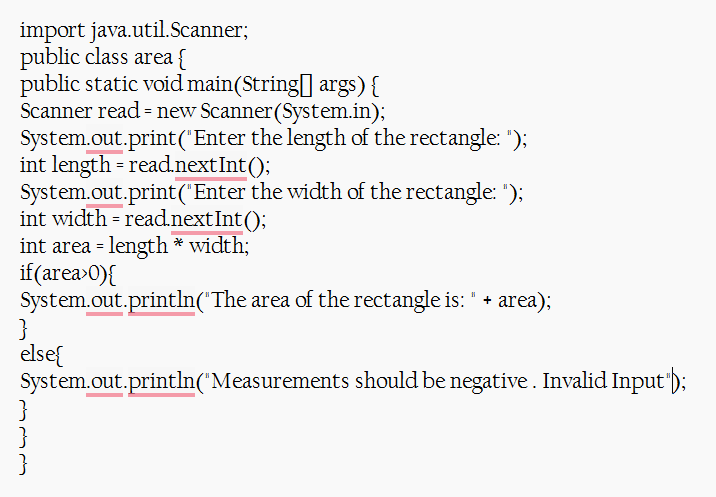 import java.util.Scanner;
public class area {
public static void main(String[] args) {
Scanner read = new Scanner(System.in);
System.out.print("Enter the length of the rectangle: ");
int length = read.nextInt();
System.out.print("Enter the width of the rectangle: ");
int width = read.nextInt();
int area = length * width;
if(area>0){
System.out.println("The area of the rectangle is: " + area);
}
else{
System.out.println("Measurements should be negative . Invalid Input");
}
}
}